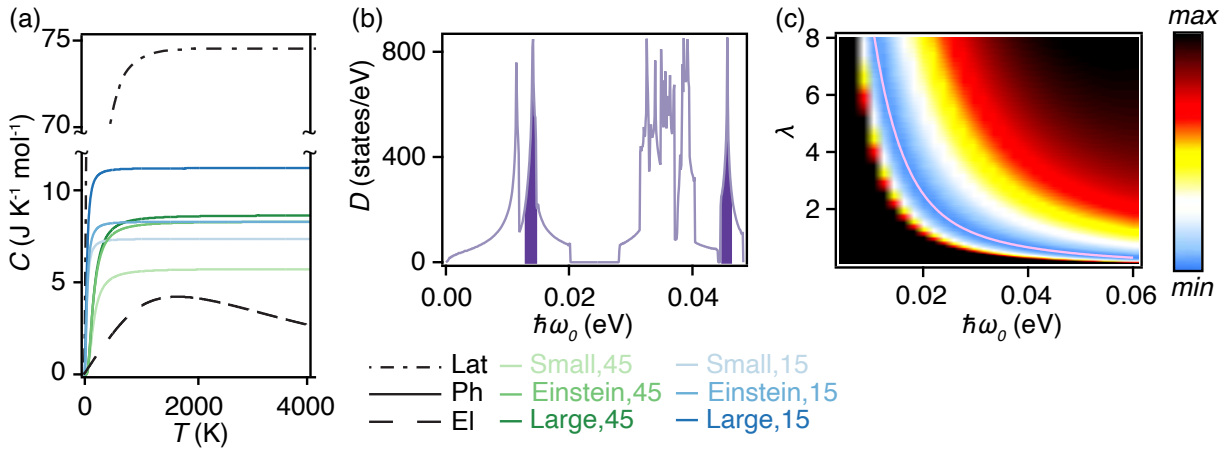 (a)
75
70
10
5
0
C (J K⁻¹ mol⁻¹)
0 2000 4000
T (K)
(b)
800
400
0
D (states/eV)
0.00 0.02 0.04
ħω₀ (eV)
(c)
8
6
4
2
λ
0.02 0.04 0.06
ħω₀ (eV)
max
min
Lat Small,45 Small,15
Ph Einstein,45 Einstein,15
El Large,45 Large,15